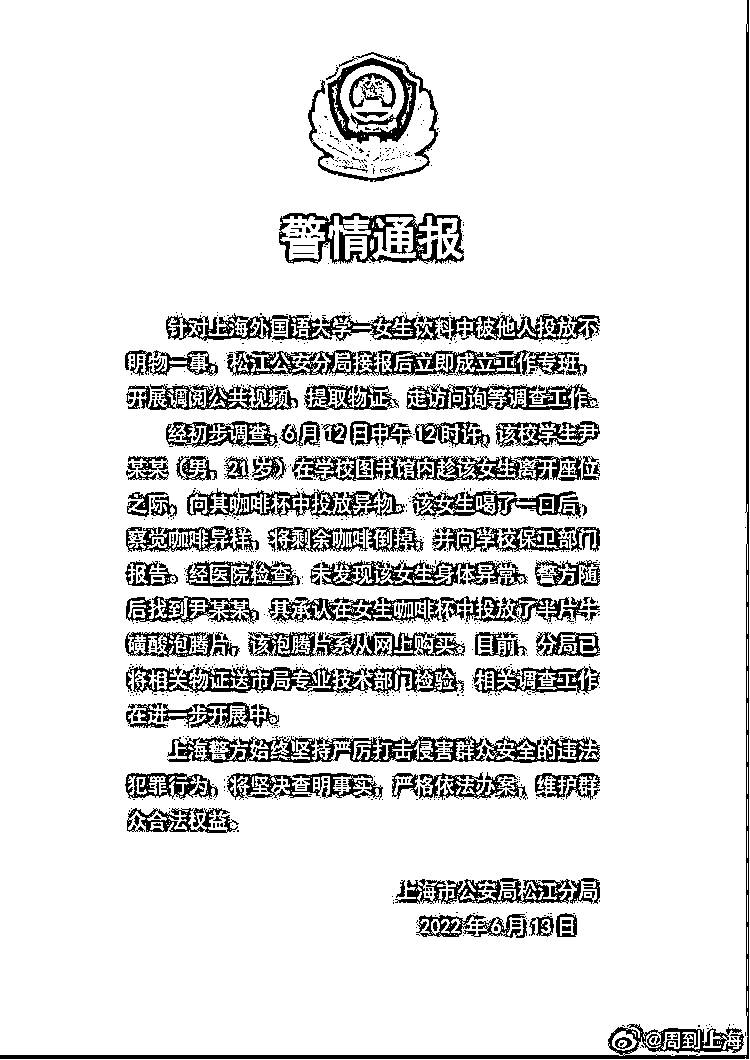 警情通报
针对上海外国语大学一女生饮料中被他人投放不
明物一事，松江公安分局接报后立即成立工作专班，
开展调阅公共视频、提取物证、走访问询等调查工作。
经初步调查，6月12日中午12时许，该校学生尹
某某（男，21岁）在学校图书馆内趁该女生离开座位
之际，向其咖啡杯中投放异物。该女生喝了一口后，
察觉咖啡异样，将剩余咖啡倒掉，并向学校保卫部门
报告。经医院检查，未发现该女生身体异常。警方随
后找到尹某某，其承认在女生咖啡杯中投放了半片牛
磺酸泡腾片，该泡腾片系从网上购买。目前，分局已
将相关物证送市局专业技术部门检验，相关调查工作
在进一步开展中。
上海警方始终坚持严厉打击侵害群众安全的违法
犯罪行为，将坚决查明事实，严格依法办案，维护群
众合法权益。
上海市公安局松江分局
2022年6月13日
@周到上海